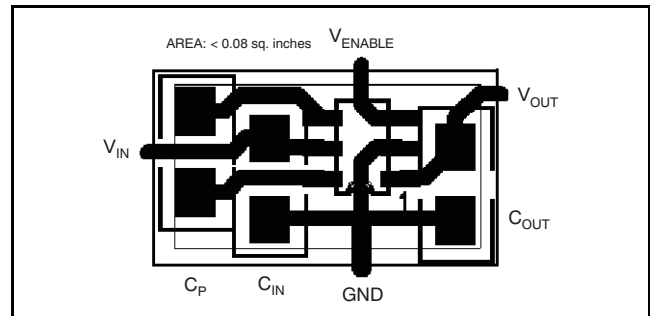 AREA: < 0.08 sq. inches
VENABLE
VOUT
VIN
1
COUT
CP
CIN
GND